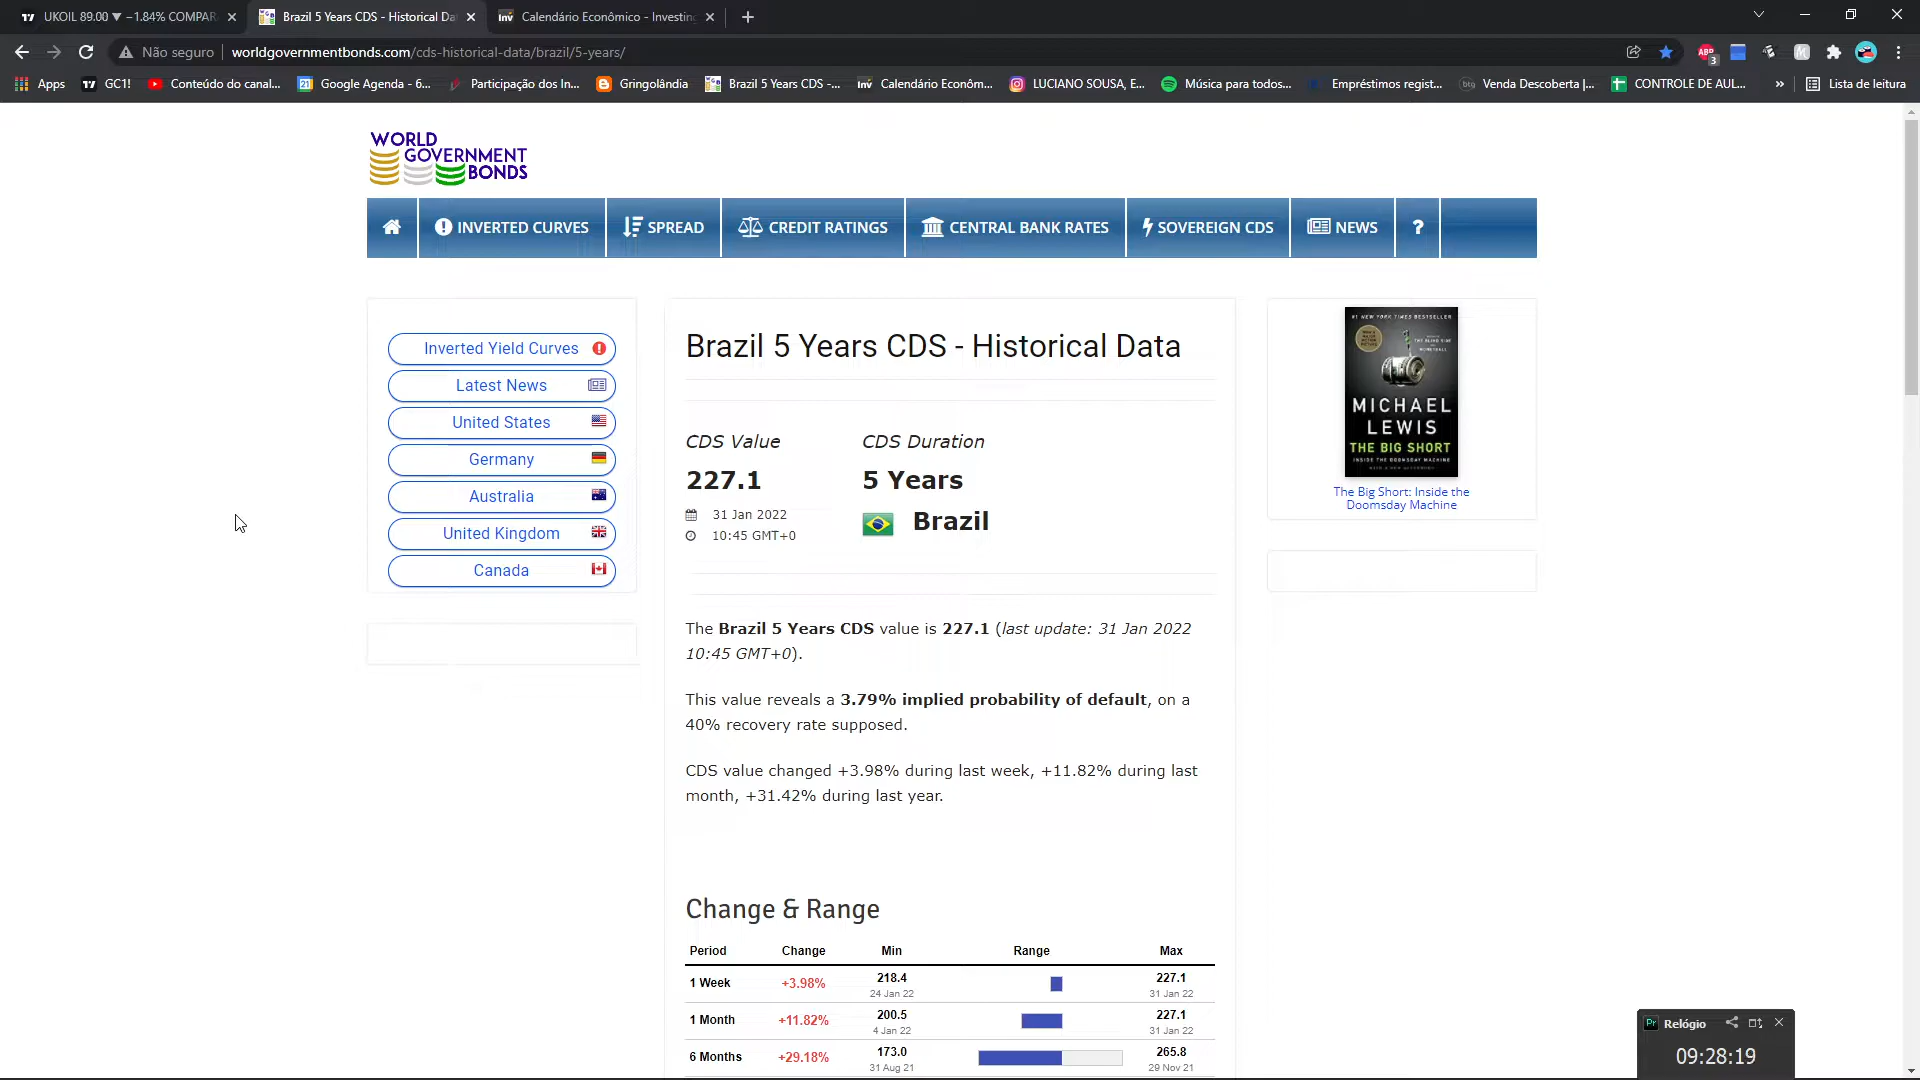 UKOIL 89.00 ▼ −1.84% COMPAR
Brazil 5 Years CDS - Historical Da
Calendário Econômico - Investing
Não seguro
worldgovernmentbonds.com/cds-historical-data/brazil/5-years/
Apps
GC1!
Conteúdo do canal...
Google Agenda - 6...
Participação dos In...
Gringolândia
Brazil 5 Years CDS -...
Calendário Econôm...
LUCIANO SOUSA, E...
Música para todos...
Empréstimos regist...
Venda Descoberta |...
CONTROLE DE AUL...
»
Lista de leitura
WORLD
GOVERNMENT
BONDS
INVERTED CURVES
SPREAD
CREDIT RATINGS
CENTRAL BANK RATES
SOVEREIGN CDS
NEWS
?
Inverted Yield Curves
Latest News
United States
Germany
Australia
United Kingdom
Canada
Brazil 5 Years CDS - Historical Data
CDS Value
CDS Duration
227.1
5 Years
31 Jan 2022
10:45 GMT+0
Brazil
The Brazil 5 Years CDS value is 227.1 (last update: 31 Jan 2022
10:45 GMT+0).
This value reveals a 3.79% implied probability of default, on a
40% recovery rate supposed.
CDS value changed +3.98% during last week, +11.82% during last
month, +31.42% during last year.
Change & Range
Period Change Min Range Max
1 Week +3.98% 218.4 227.1
24 Jan 22 31 Jan 22
1 Month +11.82% 200.5 227.1
4 Jan 22 31 Jan 22
6 Months +29.18% 173.0 265.8
31 Aug 21 29 Nov 21
#1 NEW YORK TIMES BESTSELLER
MICHAEL
LEWIS
THE BIG SHORT
INSIDE THE DOOMSDAY MACHINE
The Big Short: Inside the
Doomsday Machine
Pr Relógio
09:28:19